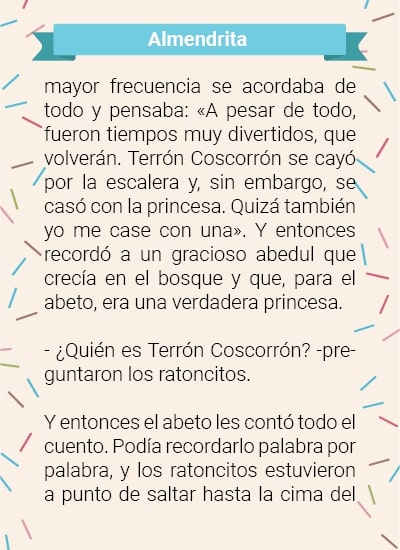 Almendrita
mayor frecuencia se acordaba de
todo y pensaba: «A pesar de todo,
fueron tiempos muy divertidos, que
volverán. Terrón Coscorrón se cayó
por la escalera y, sin embargo, se
casó con la princesa. Quizá también
yo me case con una». Y entonces
recordó a un gracioso abedul que
crecía en el bosque y que, para el
abeto, era una verdadera princesa.
- ¿Quién es Terrón Coscorrón? -pre-
guntaron los ratoncitos.
Y entonces el abeto les contó todo el
cuento. Podía recordarlo palabra por
palabra, y los ratoncitos estuvieron
a punto de saltar hasta la cima del